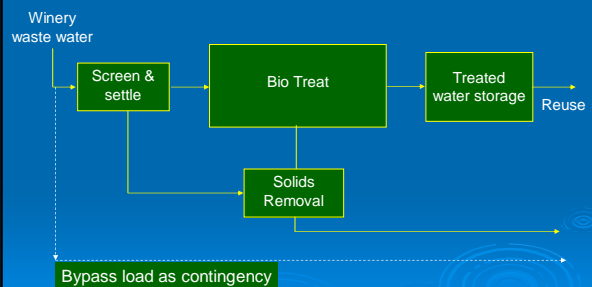 Winery
waste water
Screen &
settle
Bio Treat
Treated
water storage
Reuse
Solids
Removal
Bypass load as contingency